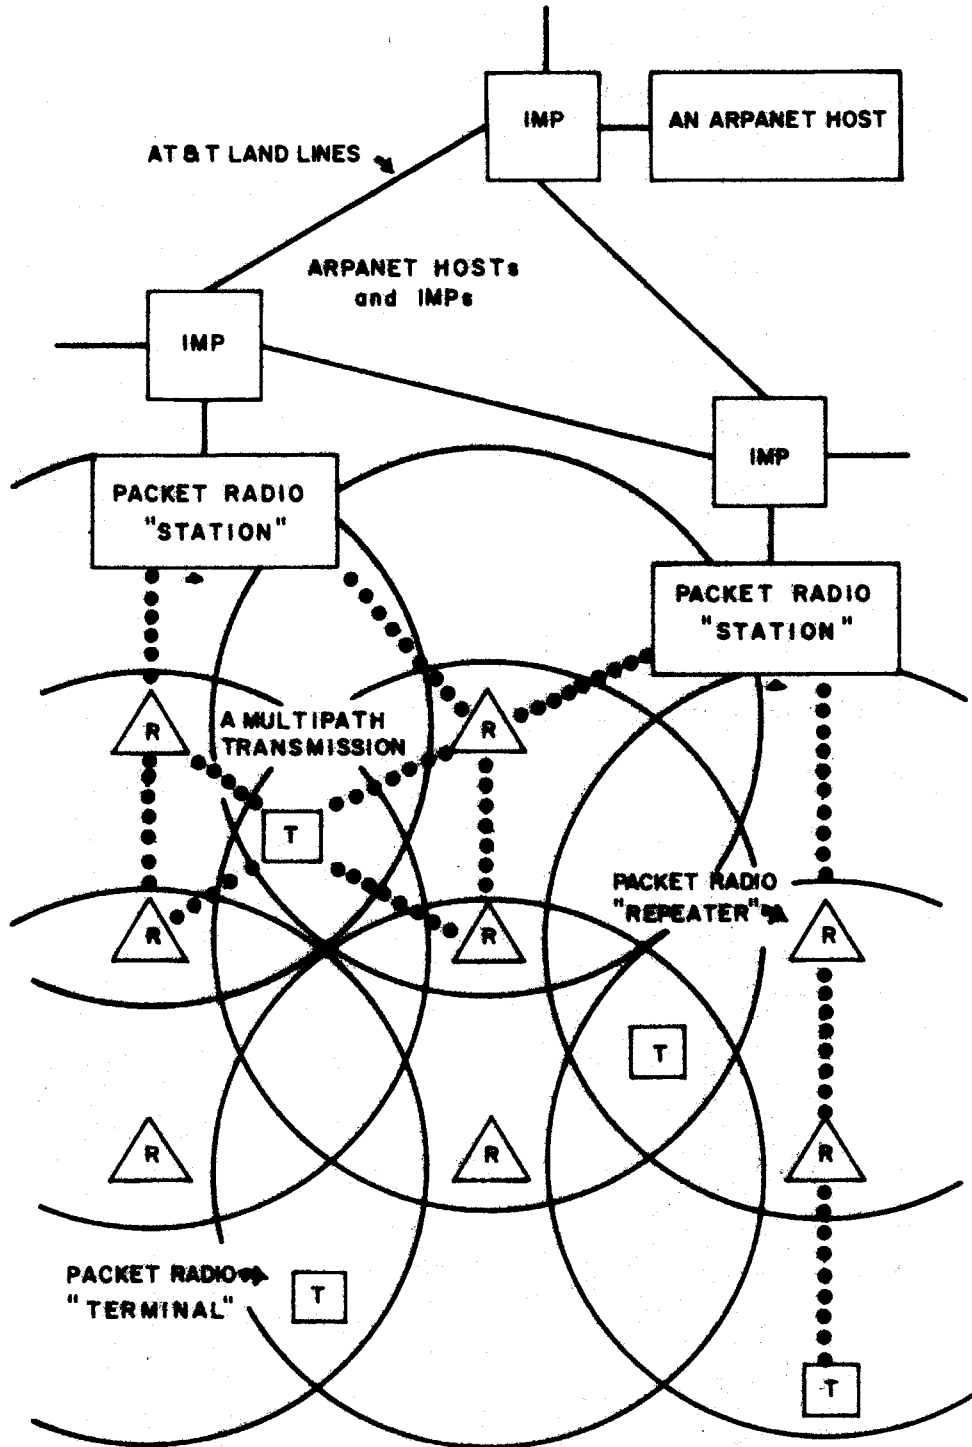 IMP
AN ARPANET HOST
AT&T LAND LINES
ARPANET HOSTs
and IMPs
IMP
IMP
PACKET RADIO
"STATION"
PACKET RADIO
"STATION"
R
R
A MULTIPATH
TRANSMISSION
T
PACKET RADIO
"REPEATER"
R
R
R
T
R
R
R
PACKET RADIO
"TERMINAL"
T
T